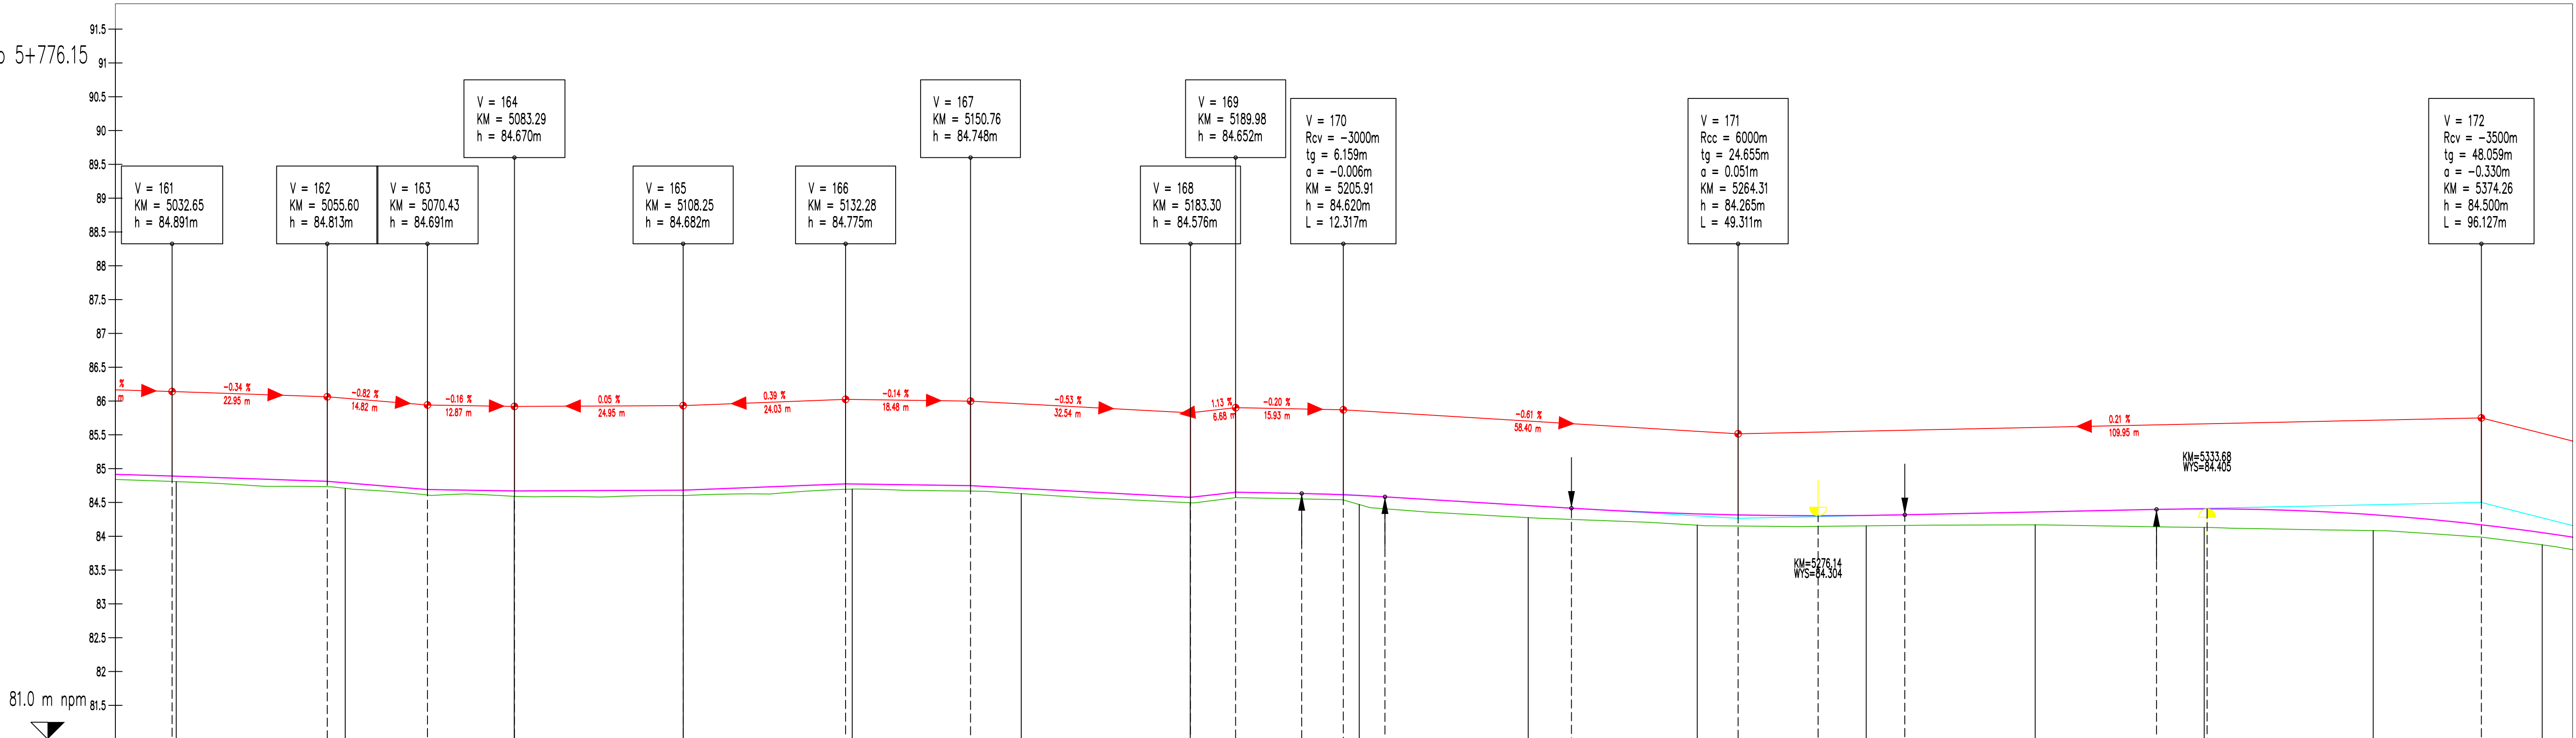 5+776.15
91.5
91
90.5
90
89.5
89
88.5
88
87.5
87
86.5
86
85.5
85
84.5
84
83.5
83
82.5
82
81.5
81.0 m npm
V = 161
KM = 5032.65
h = 84.891m
V = 162
KM = 5055.60
h = 84.813m
V = 163
KM = 5070.43
h = 84.691m
V = 164
KM = 5083.29
h = 84.670m
V = 165
KM = 5108.25
h = 84.682m
V = 166
KM = 5132.28
h = 84.775m
V = 167
KM = 5150.76
h = 84.748m
V = 168
KM = 5183.30
h = 84.576m
V = 169
KM = 5189.98
h = 84.652m
V = 170
Rcv = -3000m
tg = 6.159m
a = -0.006m
KM = 5205.91
h = 84.620m
L = 12.317m
V = 171
Rcc = 6000m
tg = 24.655m
a = 0.051m
KM = 5264.31
h = 84.265m
L = 49.311m
V = 172
Rcv = -3500m
tg = 48.059m
a = -0.330m
KM = 5374.26
h = 84.500m
L = 96.127m
%
m
-0.34 %
22.95 m
-0.82 %
14.82 m
-0.16 %
12.87 m
0.05 %
24.95 m
0.39 %
24.03 m
-0.14 %
18.48 m
-0.53 %
32.54 m
1.13 %
6.68 m
-0.20 %
15.93 m
-0.61 %
58.40 m
0.21 %
109.95 m
KM=5333.68
WYS=84.405
KM=5276.14
WYS=84.304